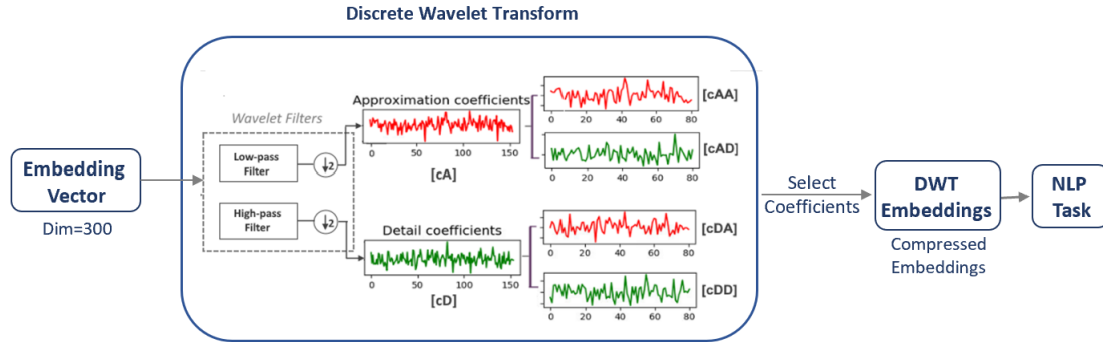 Discrete Wavelet Transform
Embedding
Vector
Dim=300
Wavelet Filters
Low-pass
Filter
↓2
High-pass
Filter
↓2
Approximation coefficients
0 50 100 150
[cA]
Detail coefficients
0 50 100 150
[cD]
0 20 40 60 80
[cAA]
0 20 40 60 80
[cAD]
0 20 40 60 80
[cDA]
0 20 40 60 80
[cDD]
Select
Coefficients
DWT
Embeddings
Compressed
Embeddings
NLP
Task